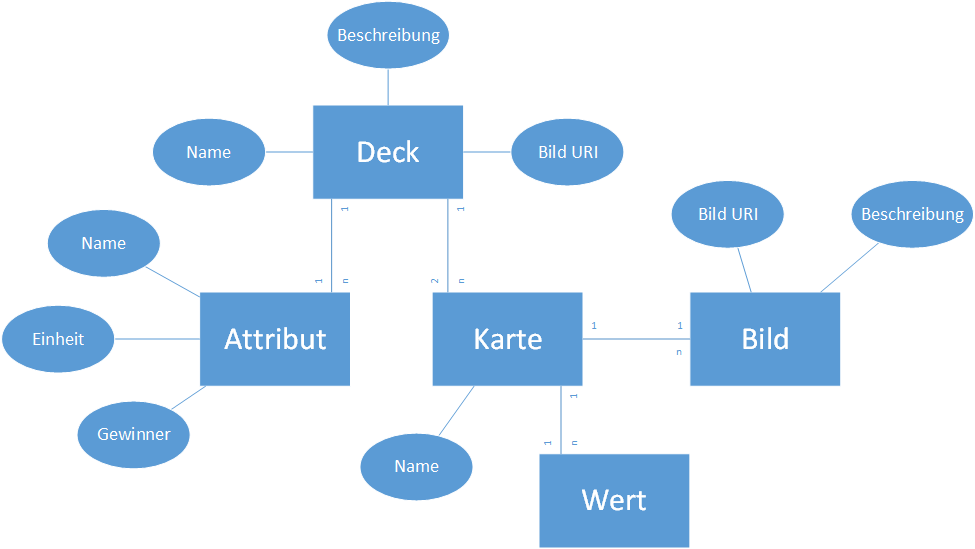 Beschreibung
Name
Deck
Bild URI
1
1
Name
Bild URI
Beschreibung
1
n
2
n
Einheit
Attribut
Karte
1
1
n
Bild
Gewinner
1
Name
1
n
Wert